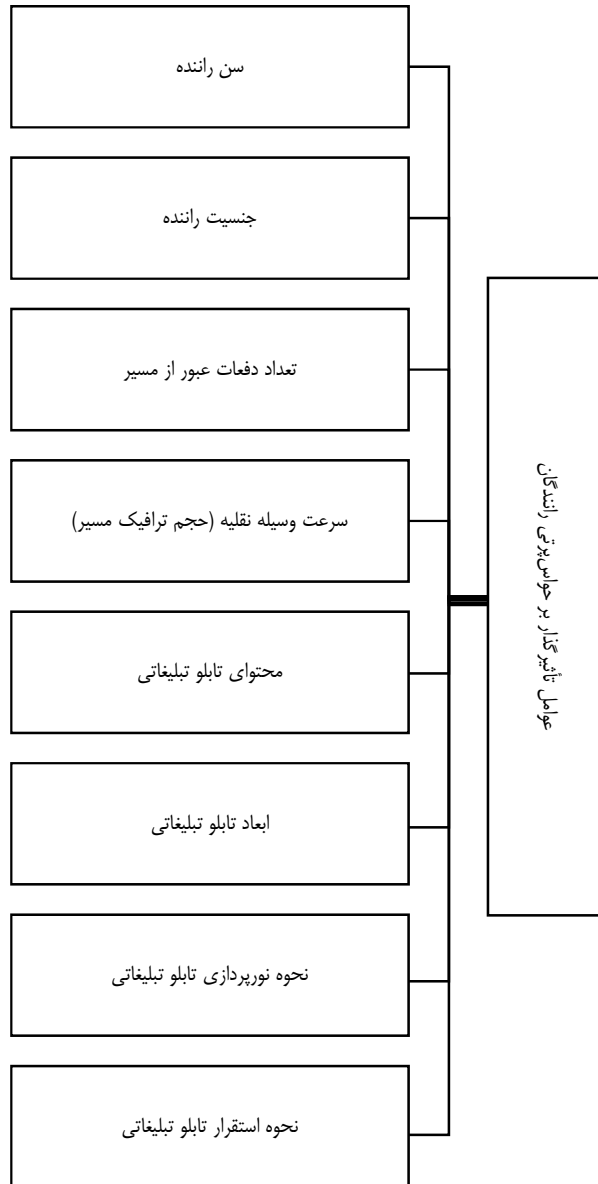 عوامل تأثیرگذار بر حواس‌پرتی رانندگان
سن راننده
جنسیت راننده
تعداد دفعات عبور از مسیر
سرعت وسیله نقلیه (حجم ترافیک مسیر)
محتوای تابلو تبلیغاتی
ابعاد تابلو تبلیغاتی
نحوه نورپردازی تابلو تبلیغاتی
نحوه استقرار تابلو تبلیغاتی